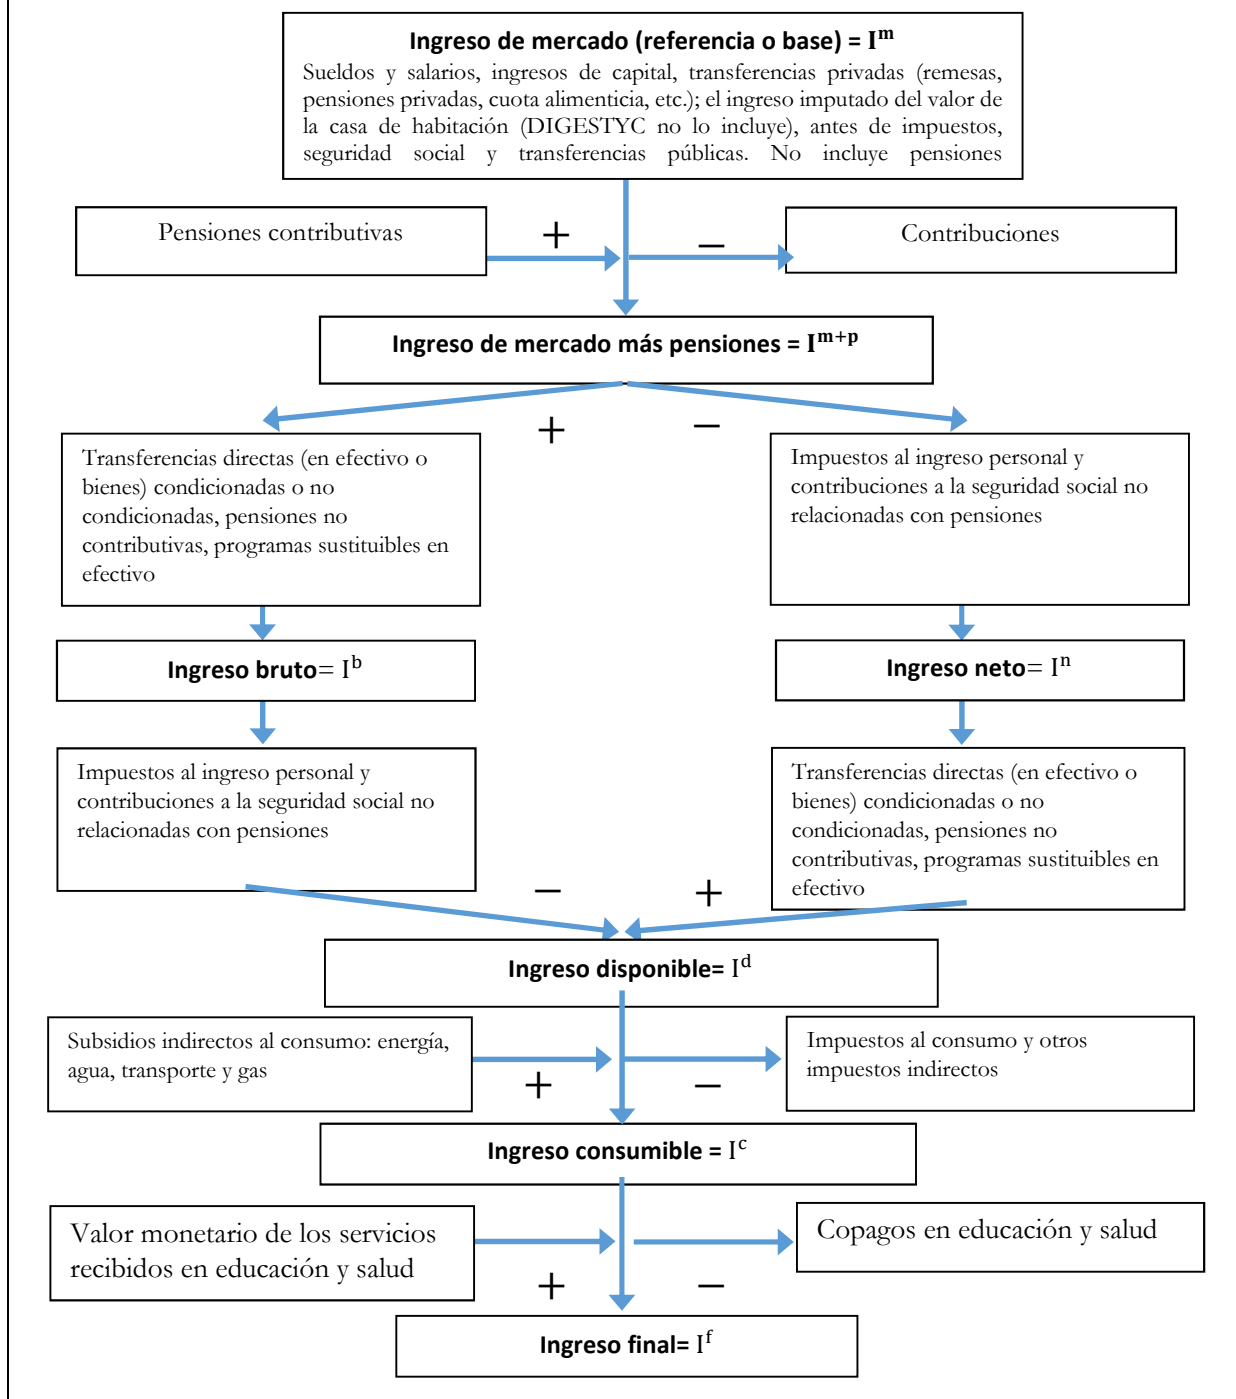 Ingreso de mercado (referencia o base) = I^m
Sueldos y salarios, ingresos de capital, transferencias privadas (remesas,
pensiones privadas, cuota alimenticia, etc.); el ingreso imputado del valor de
la casa de habitación (DIGESTYC no lo incluye), antes de impuestos,
seguridad social y transferencias públicas. No incluye pensiones
Pensiones contributivas
+
−
Contribuciones
Ingreso de mercado más pensiones = I^m+p
+
−
Transferencias directas (en efectivo o
bienes) condicionadas o no
condicionadas, pensiones no
contributivas, programas sustituibles en
efectivo
Impuestos al ingreso personal y
contribuciones a la seguridad social no
relacionadas con pensiones
Ingreso bruto= I^b
Ingreso neto= I^n
Impuestos al ingreso personal y
contribuciones a la seguridad social no
relacionadas con pensiones
Transferencias directas (en efectivo o
bienes) condicionadas o no
condicionadas, pensiones no
contributivas, programas sustituibles en
efectivo
−
+
Ingreso disponible= I^d
Subsidios indirectos al consumo: energía,
agua, transporte y gas
+
−
Impuestos al consumo y otros
impuestos indirectos
Ingreso consumible = I^c
Valor monetario de los servicios
recibidos en educación y salud
+
−
Copagos en educación y salud
Ingreso final= I^f